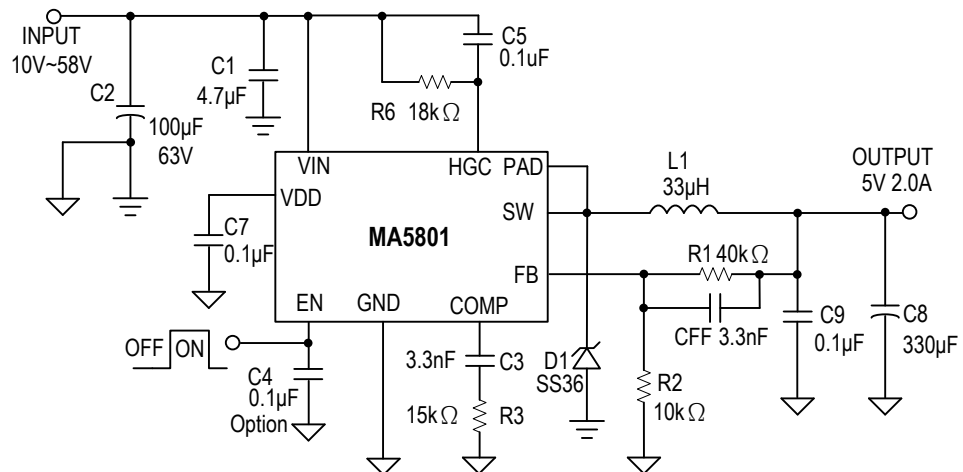 INPUT
10V~58V
C2
100µF
63V
C1
4.7µF
C5
0.1uF
R6 18kΩ
VIN
HGC PAD
VDD
SW
MA5801
FB
EN
GND
COMP
C7
0.1µF
OFF ON
C4
0.1µF
Option
3.3nF C3
15kΩ R3
D1
SS36
L1
33µH
OUTPUT
5V 2.0A
R1 40kΩ
CFF 3.3nF
R2
10kΩ
C9
0.1µF
C8
330µF